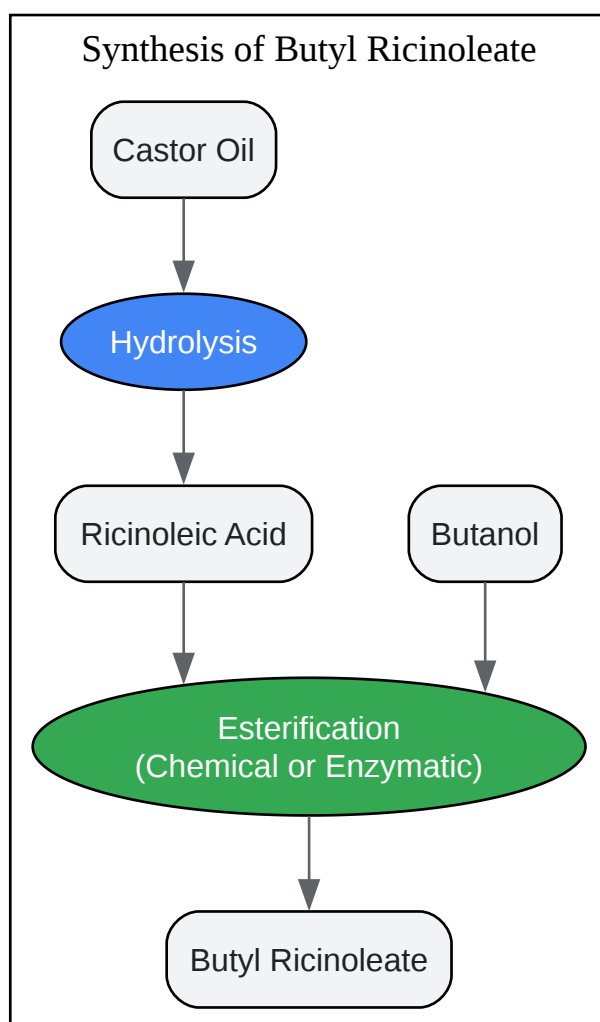 Synthesis of Butyl Ricinoleate
Castor Oil
Hydrolysis
Ricinoleic Acid
Butanol
Esterification
(Chemical or Enzymatic)
Butyl Ricinoleate